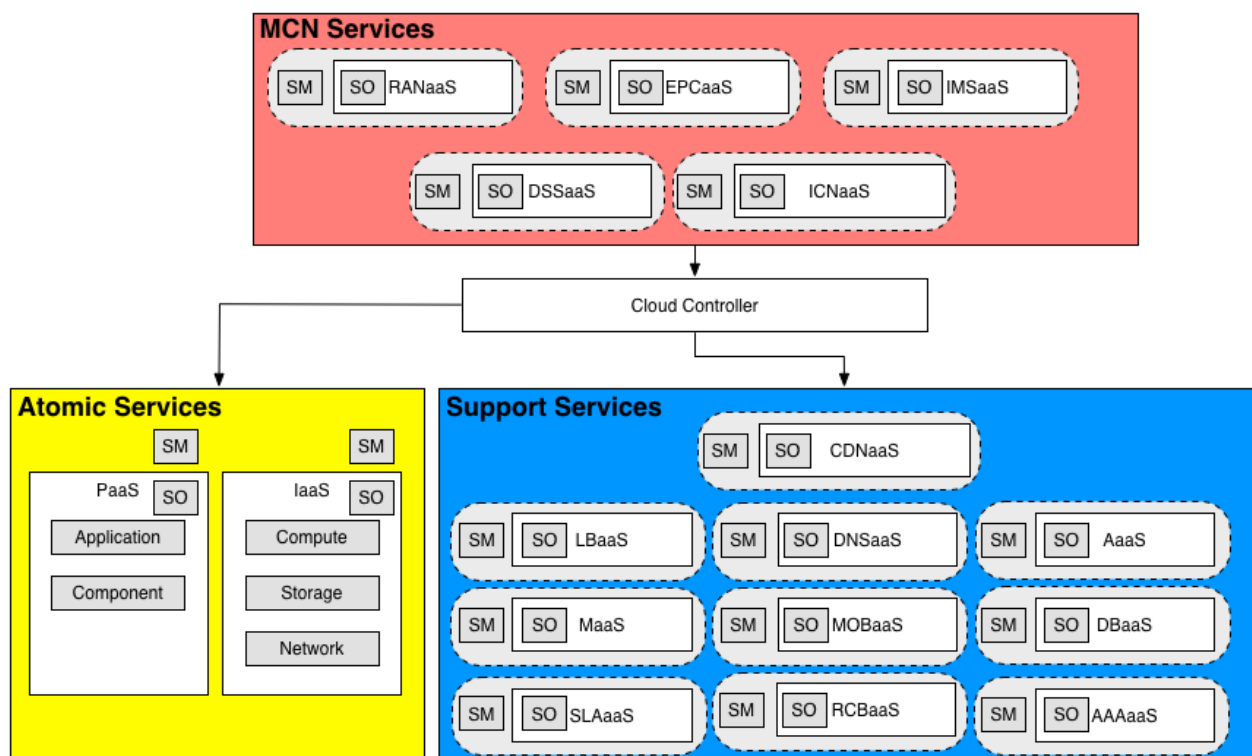 MCN Services
SM SO RANaaS
SM SO EPCaaS
SM SO IMSaaS
SM SO DSSaaS
SM SO ICNaaS
Cloud Controller
Atomic Services
SM
PaaS SO
Application
Component
SM
IaaS SO
Compute
Storage
Network
Support Services
SM SO CDNaaS
SM SO LBaaS
SM SO DNSaaS
SM SO AaaS
SM SO MaaS
SM SO MOBaaS
SM SO DBaaS
SM SO SLAaaS
SM SO RCBaaS
SM SO AAAaaS